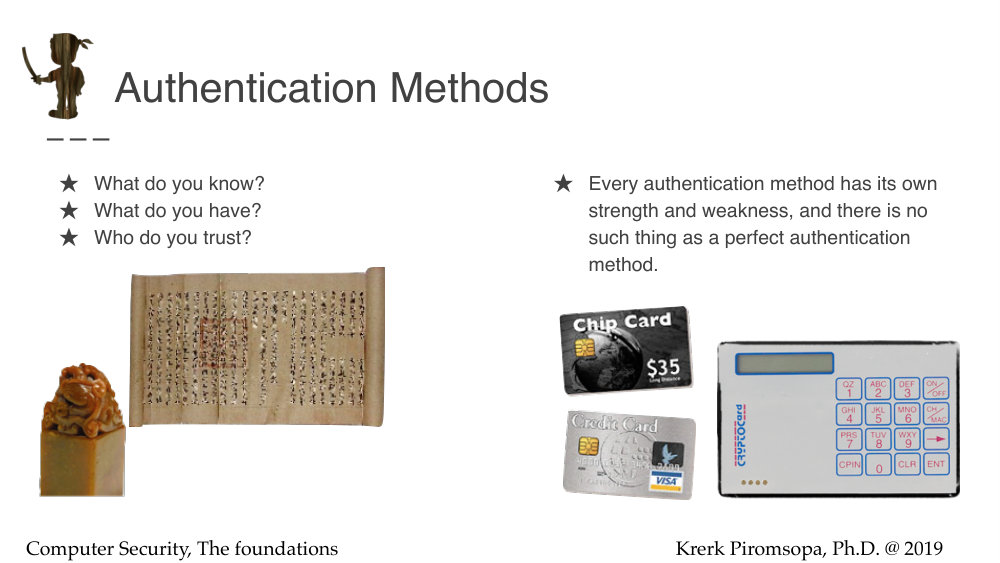 Authentication Methods
What do you know?
What do you have?
Who do you trust?
Every authentication method has its own
strength and weakness, and there is no
such thing as a perfect authentication
method.
Chip Card
$35
Long Distance
Credit Card
VISA
CRYPTOCard
QZ 1 ABC 2 DEF 3 ON/OFF
GHI 4 JKL 5 MNO 6 CH/MAC
PRS 7 TUV 8 WXY 9 →
CPIN 0 CLR ENT
Computer Security, The foundations
Krerk Piromsopa, Ph.D. @ 2019